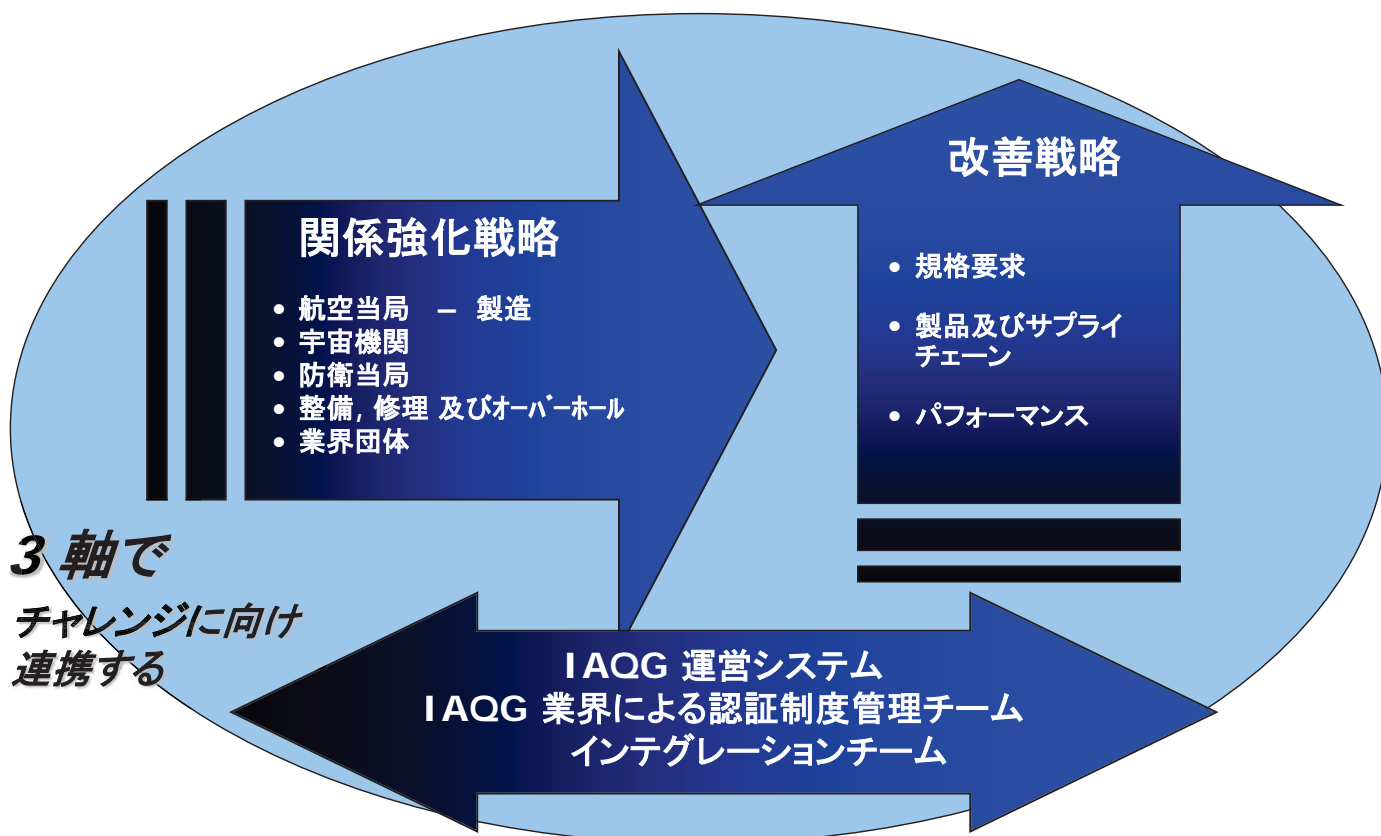 関係強化戦略
• 航空当局 － 製造
• 宇宙機関
• 防衛当局
• 整備, 修理 及びオーバーホール
• 業界団体
改善戦略
• 規格要求
• 製品及びサプライ
チェーン
• パフォーマンス
3 軸で
チャレンジに向け
連携する
IAQG 運営システム
IAQG 業界による認証制度管理チーム
インテグレーションチーム